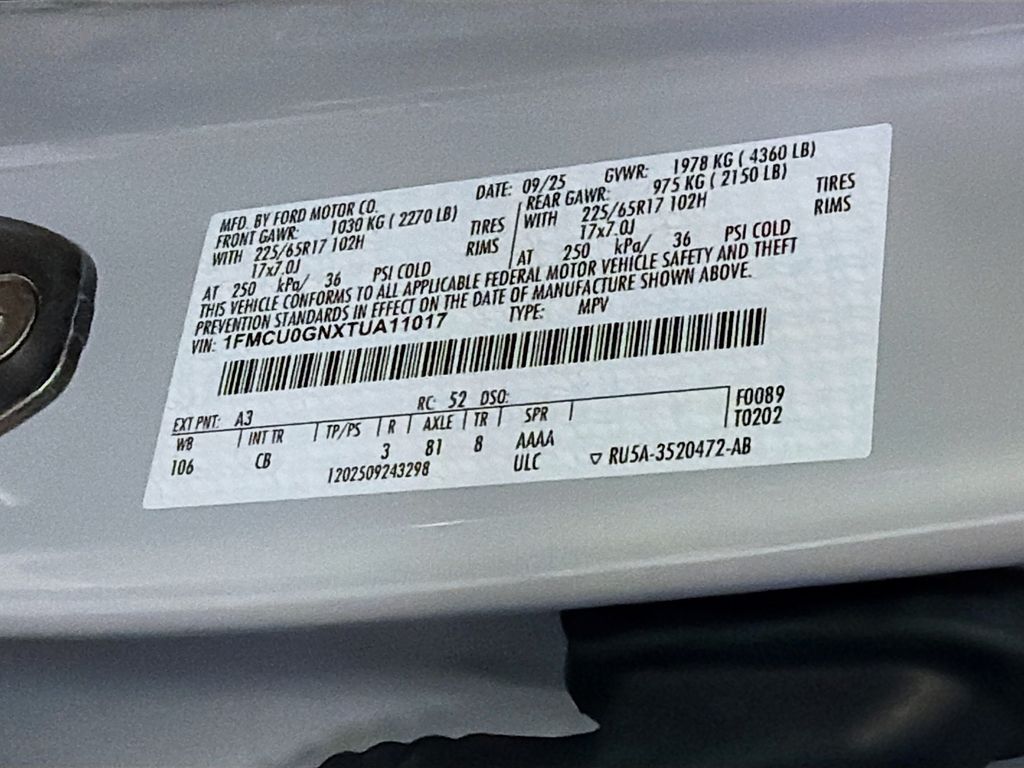 MFD. BY FORD MOTOR CO.
DATE: 09/25 GVWR: 1978 KG ( 4360 LB)
FRONT GAWR: 1030 KG ( 2270 LB)
WITH 225/65R17 102H TIRES
17x7.0J RIMS
AT 250 kPa/ 36 PSI COLD
REAR GAWR: 975 KG ( 2150 LB)
WITH 225/65R17 102H TIRES
17x7.0J RIMS
AT 250 kPa/ 36 PSI COLD
THIS VEHICLE CONFORMS TO ALL APPLICABLE FEDERAL MOTOR VEHICLE SAFETY AND THEFT
PREVENTION STANDARDS IN EFFECT ON THE DATE OF MANUFACTURE SHOWN ABOVE.
VIN: 1FMCU0GNXTUA11017 TYPE: MPV
EXT PNT: A3 RC: 52 DSO: F0089
WB INT TR TP/PS R AXLE TR SPR T0202
106 CB 3 81 8 AAAA
1202509243298 ULC ▽ RU5A-3520472-AB